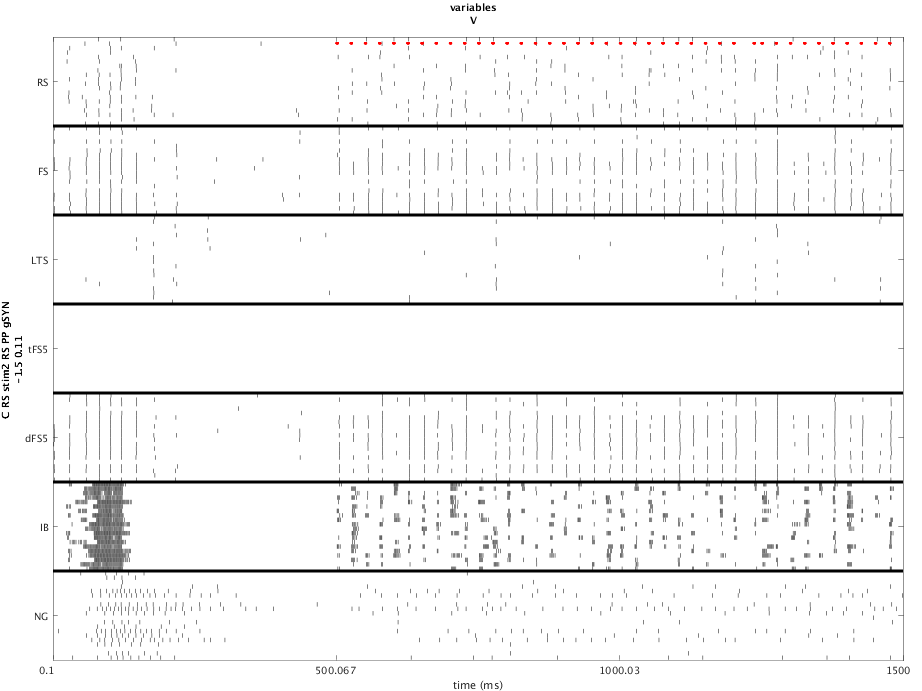 variables
V
RS
FS
LTS
tFS5
dFS5
IB
NG
C RS stim2 RS PP gSYN
-1.5 0.11
0.1 500.067 1000.03 1500
time (ms)